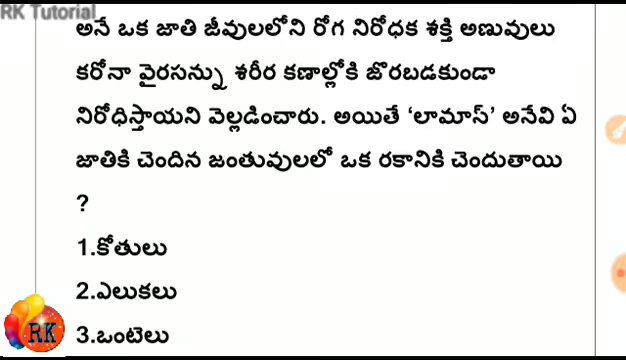 RK Tutorial
అనే ఒక జాతి జీవులలోని రోగ నిరోధక శక్తి అణువులు
కరోనా వైరసన్ను శరీర కణాల్లోకి జొరబడకుండా
నిరోధిస్తాయని వెల్లడించారు. అయితే ‘లామాస్’ అనేవి ఏ
జాతికి చెందిన జంతువులలో ఒక రకానికి చెందుతాయి
?
1.కోతులు
2.ఎలుకలు
RK 3.ఒంటెలు